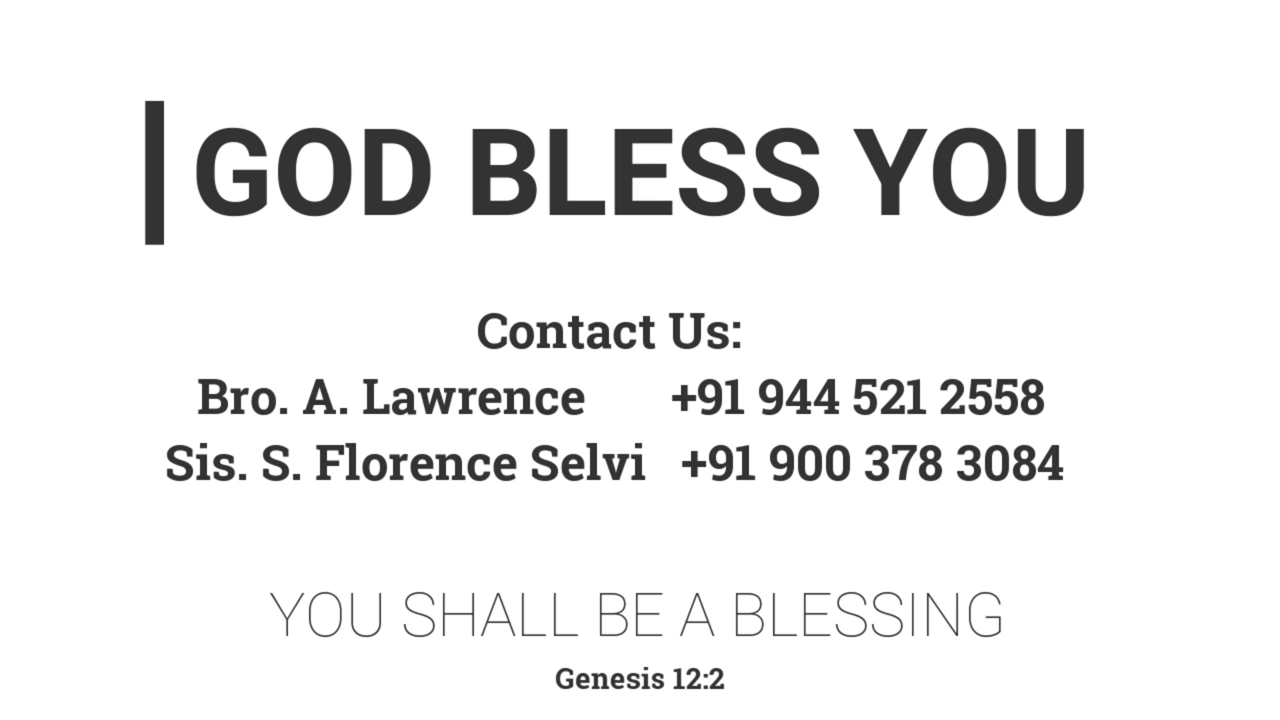 GOD BLESS YOU
Contact Us:
Bro. A. Lawrence +91 944 521 2558
Sis. S. Florence Selvi +91 900 378 3084
YOU SHALL BE A BLESSING
Genesis 12:2